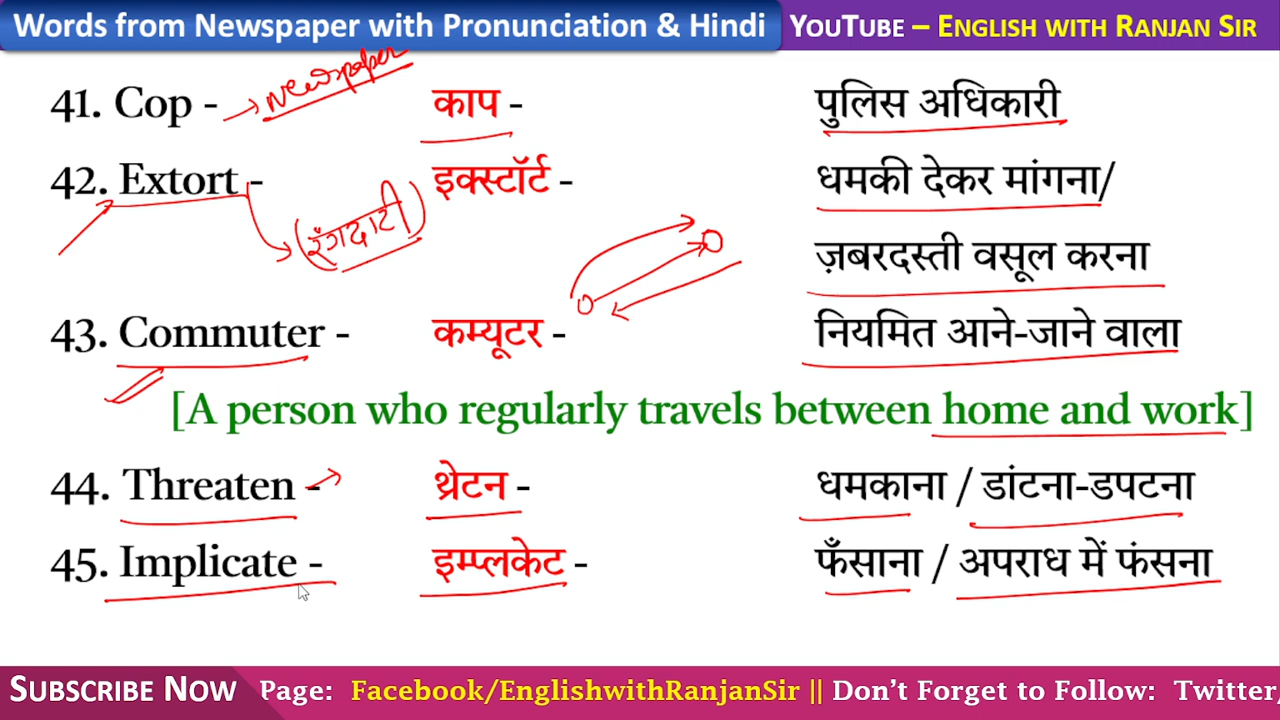 Words from Newspaper with Pronunciation & Hindi YouTube – English with Ranjan Sir
Newspaper
41. Cop - काप - पुलिस अधिकारी
42. Extort - इक्स्टॉर्ट - धमकी देकर मांगना/
(रंगदाटी)
ज़बरदस्ती वसूल करना
43. Commuter - कम्यूटर - नियमित आने-जाने वाला
[A person who regularly travels between home and work]
44. Threaten - थ्रेटन - धमकाना / डांटना-डपटना
45. Implicate - इम्प्लकेट - फँसाना / अपराध में फंसना
Subscribe Now Page: Facebook/EnglishwithRanjanSir || Don’t Forget to Follow: Twitter/